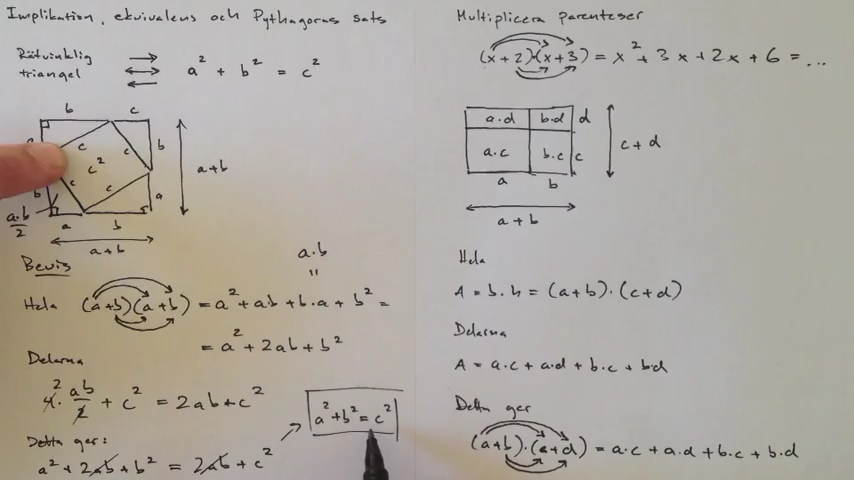 Implikation, ekvivalens och Pythagoras sats
Rätvinklig triangel → ↔ ← a² + b² = c²
b c
a c c b
c²
a+b
b c c a
a·b/2
a b
a+b
Bevis
a·b
"
Hela (a+b)(a+b) = a² + ab + b·a + b² =
= a² + 2ab + b²
Delarna
4² · ab/2 + c² = 2ab + c²
a² + b² = c²
Detta ger:
a² + 2ab + b² = 2ab + c²
Multiplicera parenteser
(x+2)·(x+3) = x² + 3x + 2x + 6 = ...
a·d b·d d
c+d
a·c b·c c
a b
a+b
Hela
A = b·h = (a+b)·(c+d)
Delarna
A = a·c + a·d + b·c + b·d
Detta ger
(a+b)·(c+d) = a·c + a·d + b·c + b·d